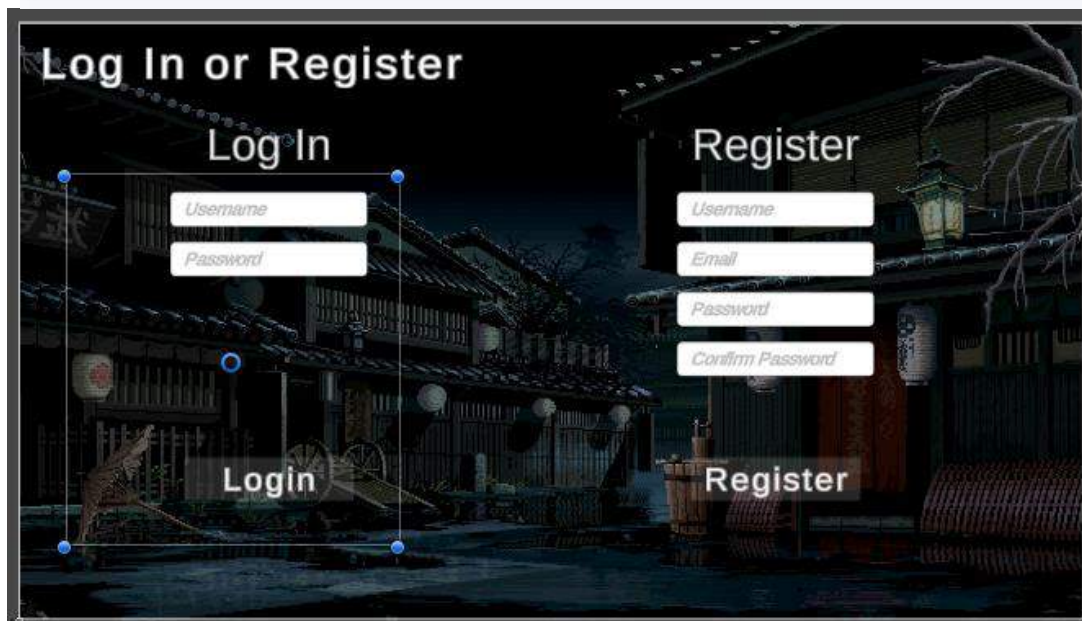 Log In or Register
Log In
Username
Password
Login
Register
Username
Email
Password
Confirm Password
Register